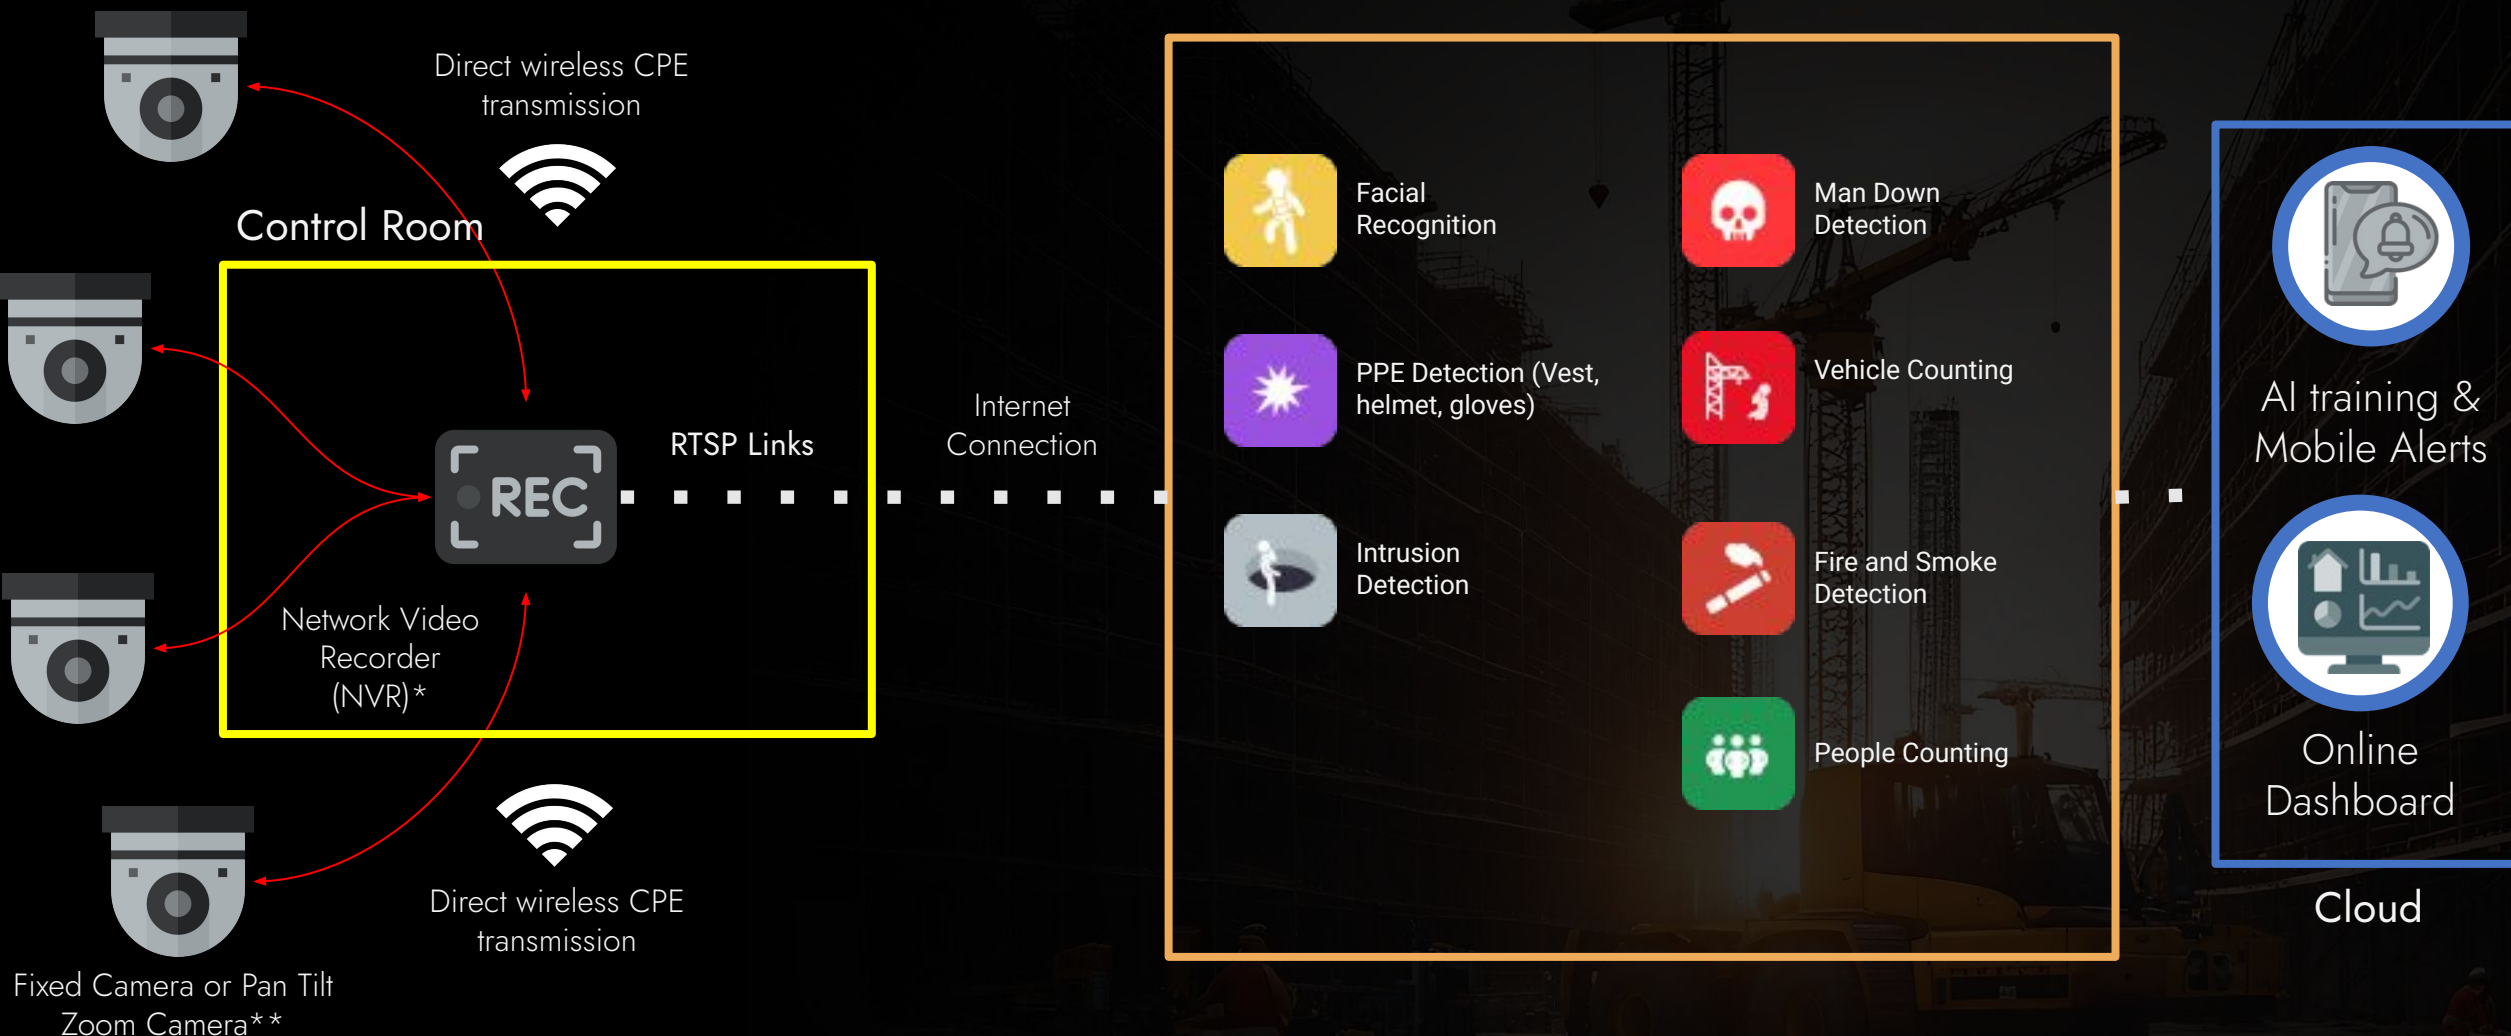 Direct wireless CPE
transmission
Control Room
REC
RTSP Links
Network Video
Recorder
(NVR)*
Direct wireless CPE
transmission
Fixed Camera or Pan Tilt
Zoom Camera**
Internet
Connection
Facial
Recognition
PPE Detection (Vest,
helmet, gloves)
Intrusion
Detection
Man Down
Detection
Vehicle Counting
Fire and Smoke
Detection
People Counting
AI training &
Mobile Alerts
Online
Dashboard
Cloud